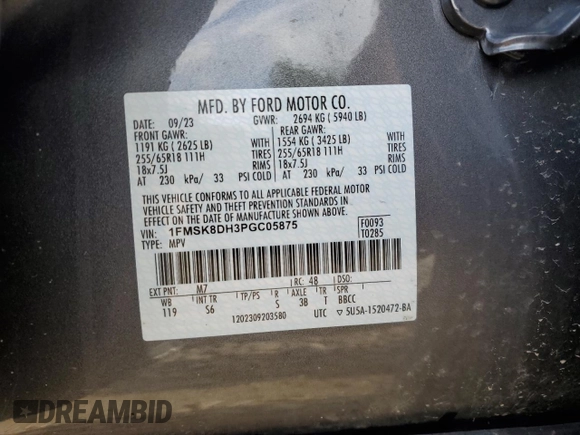 MFD. BY FORD MOTOR CO.
DATE: 09/23 GVWR: 2694 KG ( 5940 LB)
FRONT GAWR: REAR GAWR:
1191 KG ( 2625 LB) WITH 1554 KG ( 3425 LB) WITH
255/65R18 111H TIRES 255/65R18 111H TIRES
18x7.5J RIMS 18x7.5J RIMS
AT 230 kPa/ 33 PSI COLD AT 230 kPa/ 33 PSI COLD
THIS VEHICLE CONFORMS TO ALL APPLICABLE FEDERAL MOTOR
VEHICLE SAFETY AND THEFT PREVENTION STANDARDS IN
EFFECT ON THE DATE OF MANUFACTURE SHOWN ABOVE.
VIN: 1FMSK8DH3PGC05875 F0093
TYPE: MPV T0285
EXT PNT: M7 RC: 48 DSO:
WB INT TR TP/PS R AXLE TR SPR
119 S6 S 3B T BBCC
1202309203580 UTC ▽ SU5A-1520472-BA
DREAMBID